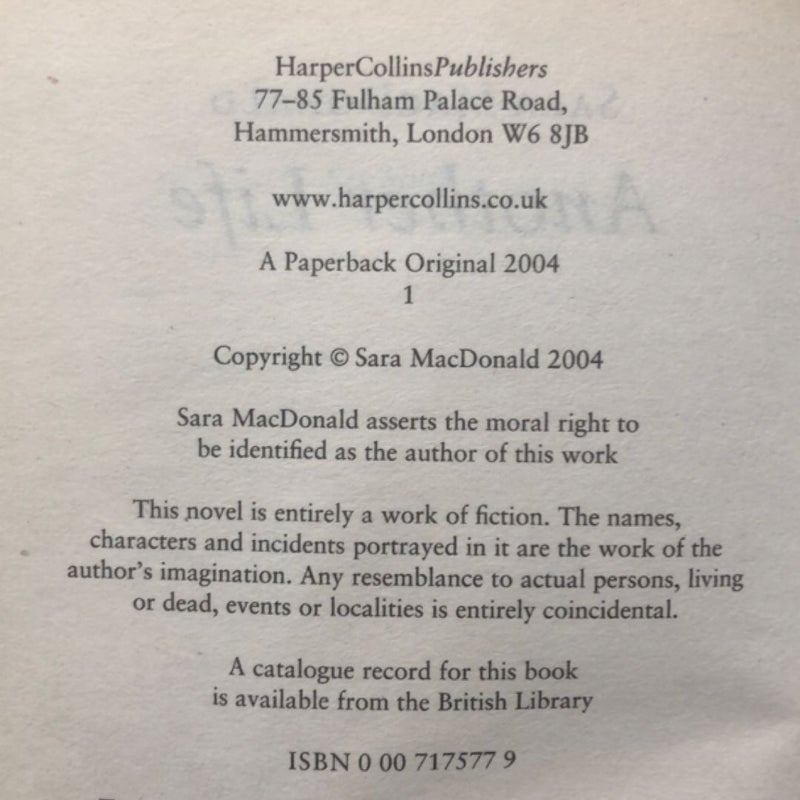 HarperCollinsPublishers
77–85 Fulham Palace Road,
Hammersmith, London W6 8JB
www.harpercollins.co.uk
A Paperback Original 2004
1
Copyright © Sara MacDonald 2004
Sara MacDonald asserts the moral right to
be identified as the author of this work
This novel is entirely a work of fiction. The names,
characters and incidents portrayed in it are the work of the
author's imagination. Any resemblance to actual persons, living
or dead, events or localities is entirely coincidental.
A catalogue record for this book
is available from the British Library
ISBN 0 00 717577 9